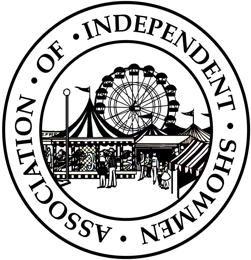 ASSOCIATION · OF · INDEPENDENT · SHOWMEN ·